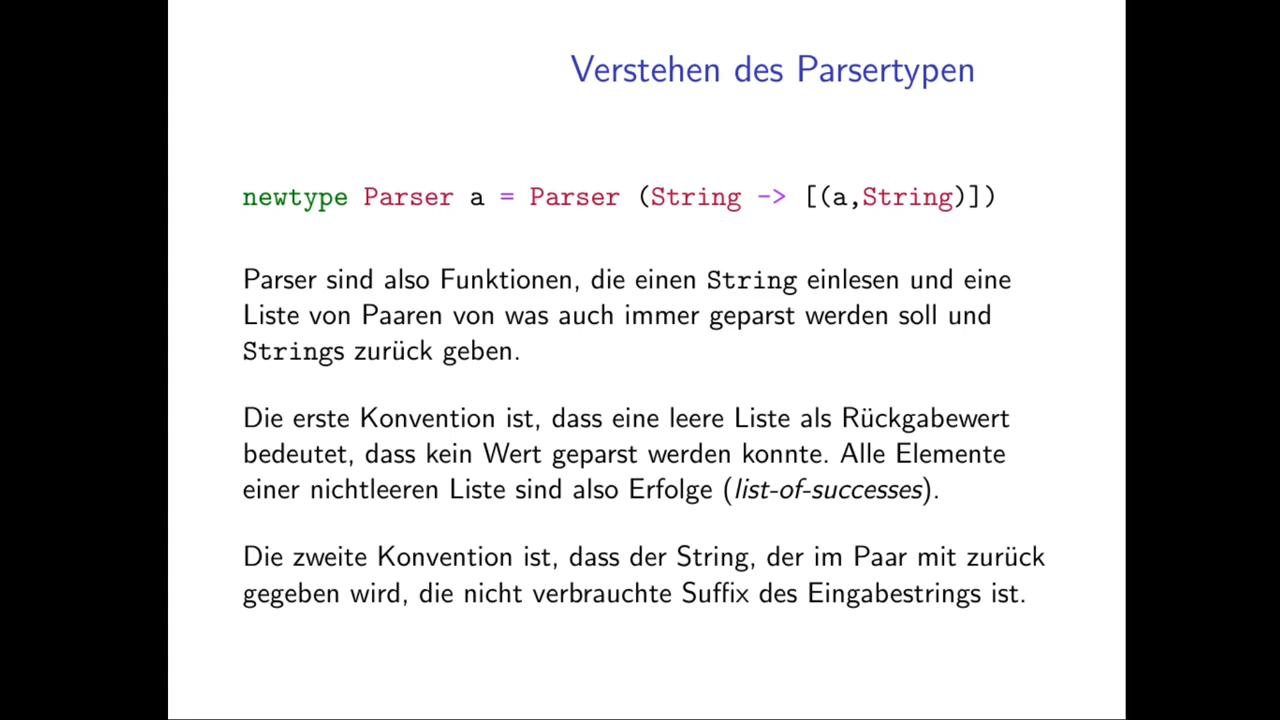 Verstehen des Parsertypen
newtype Parser a = Parser (String -> [(a,String)])
Parser sind also Funktionen, die einen String einlesen und eine
Liste von Paaren von was auch immer geparst werden soll und
Strings zurück geben.
Die erste Konvention ist, dass eine leere Liste als Rückgabewert
bedeutet, dass kein Wert geparst werden konnte. Alle Elemente
einer nichtleeren Liste sind also Erfolge (list-of-successes).
Die zweite Konvention ist, dass der String, der im Paar mit zurück
gegeben wird, die nicht verbrauchte Suffix des Eingabestrings ist.